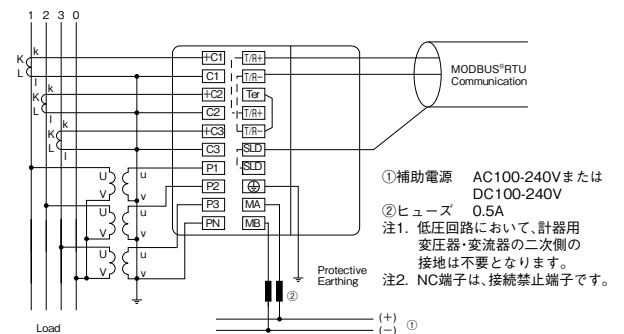 1 2 3 0
K k
L l
K k
L l
K k
L l
+C1 T/R+
C1 T/R-
+C2 Ter
C2 T/R+
+C3 T/R-
C3 SLD
P1 SLD
P2
P3 MA
PN MB
U u
V v
U u
V v
U u
V v
MODBUS®RTU
Communication
①補助電源 AC100-240Vまたは
DC100-240V
②ヒューズ 0.5A
注1. 低圧回路において、計器用
変圧器・変流器の二次側の
接地は不要となります。
注2. NC端子は、接続禁止端子です。
Protective
Earthing
②
(+)
(−) ①
Load